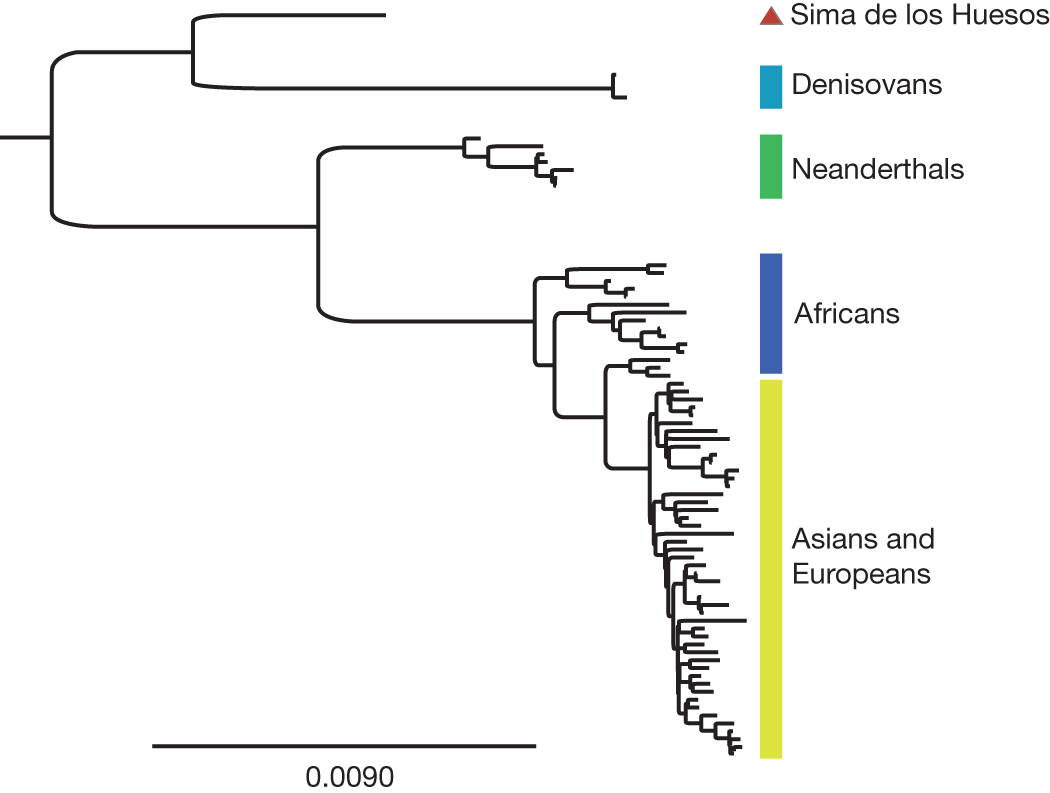 Sima de los Huesos
Denisovans
Neanderthals
Africans
Asians and
Europeans
0.0090